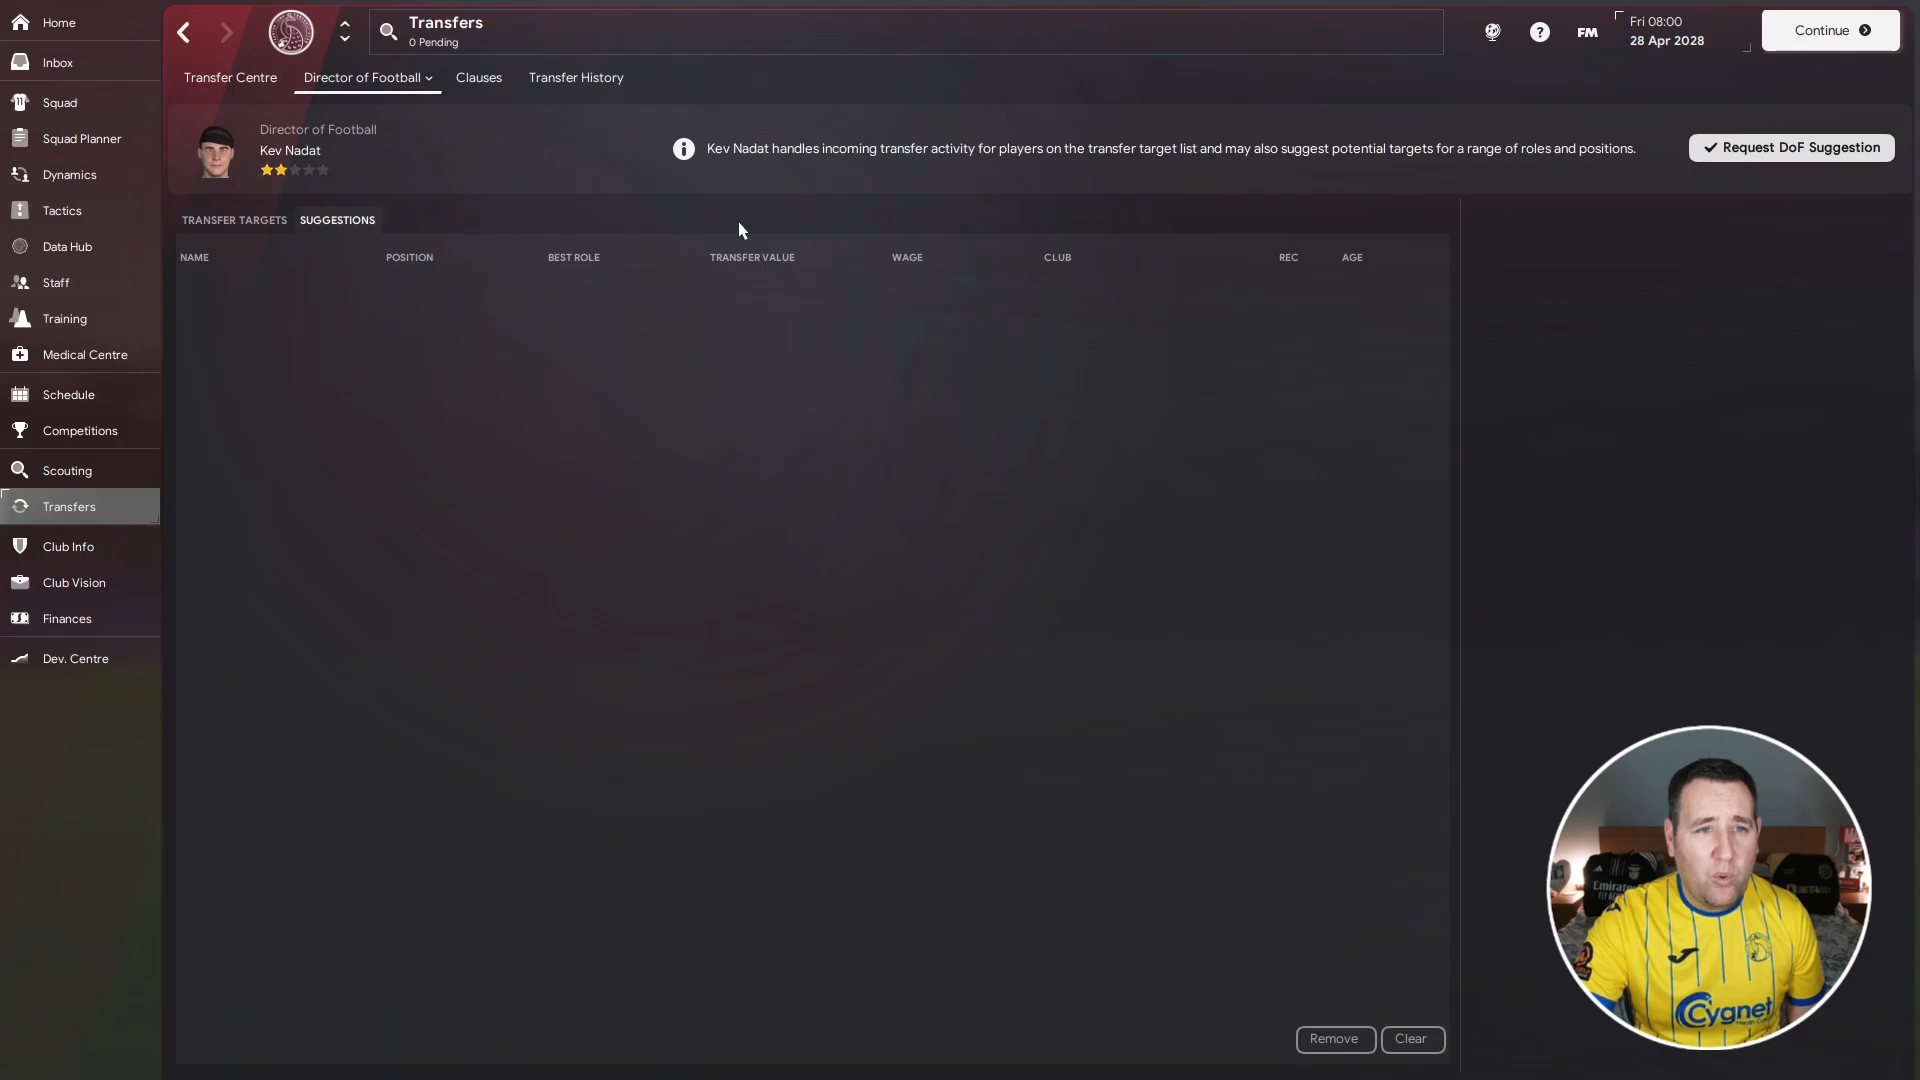 Home
Inbox
Squad
Squad Planner
Dynamics
Tactics
Data Hub
Staff
Training
Medical Centre
Schedule
Competitions
Scouting
Transfers
Club Info
Club Vision
Finances
Dev. Centre
Transfers
0 Pending
FM
Fri 08:00
28 Apr 2028
Continue
Transfer Centre
Director of Football
Clauses
Transfer History
Director of Football
Kev Nadat
Kev Nadat handles incoming transfer activity for players on the transfer target list and may also suggest potential targets for a range of roles and positions.
Request DoF Suggestion
TRANSFER TARGETS
SUGGESTIONS
NAME
POSITION
BEST ROLE
TRANSFER VALUE
WAGE
CLUB
REC
AGE
Remove
Clear
Cygnet